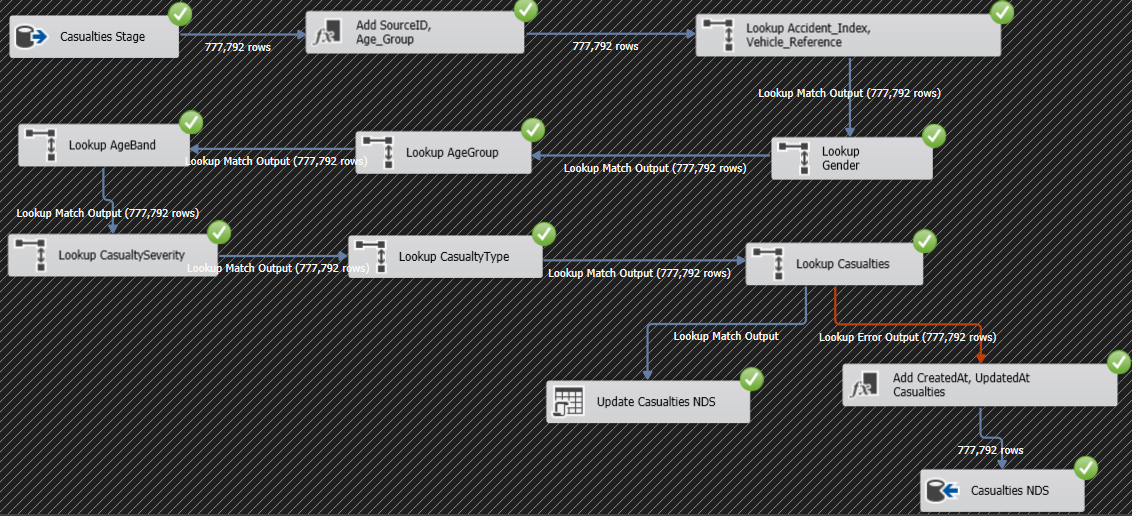 Casualties Stage
777,792 rows
Add SourceID,
Age_Group
777,792 rows
Lookup Accident_Index,
Vehicle_Reference
Lookup Match Output (777,792 rows)
Lookup AgeBand
Lookup Match Output (777,792 rows)
Lookup AgeGroup
Lookup Match Output (777,792 rows)
Lookup
Gender
Lookup Match Output (777,792 rows)
Lookup CasualtySeverity
Lookup Match Output (777,792 rows)
Lookup CasualtyType
Lookup Match Output (777,792 rows)
Lookup Casualties
Lookup Match Output
Lookup Error Output (777,792 rows)
Update Casualties NDS
Add CreatedAt, UpdatedAt
Casualties
777,792 rows
Casualties NDS